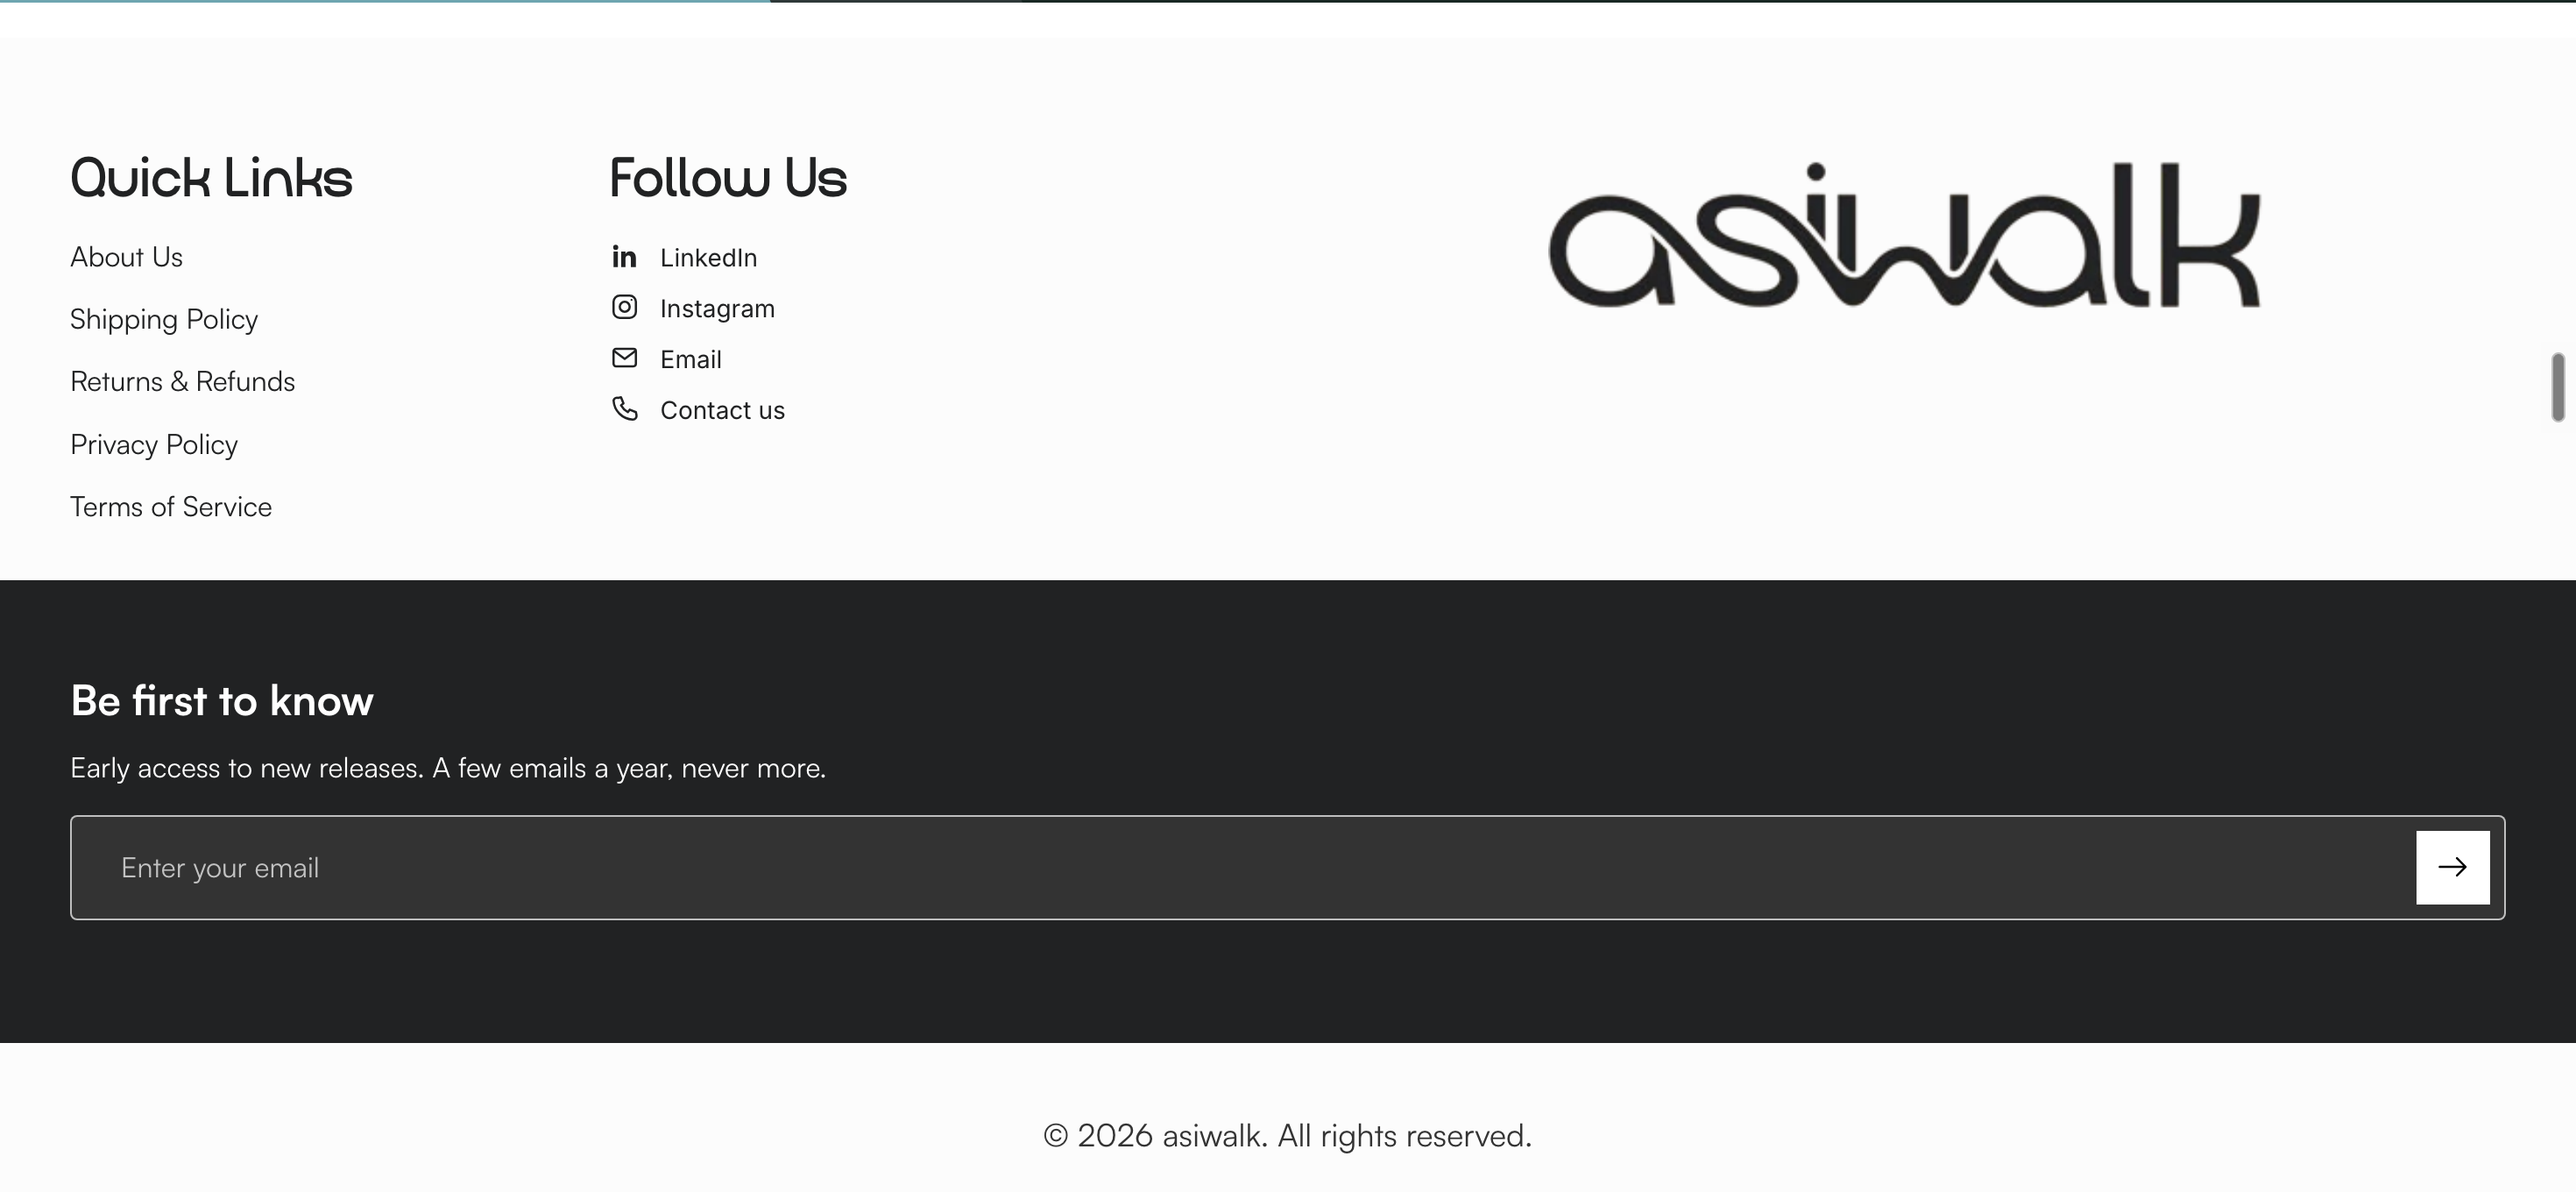 Quick Links
About Us
Shipping Policy
Returns & Refunds
Privacy Policy
Terms of Service
Follow Us
LinkedIn
Instagram
Email
Contact us
asiwalk
Be first to know
Early access to new releases. A few emails a year, never more.
Enter your email
© 2026 asiwalk. All rights reserved.